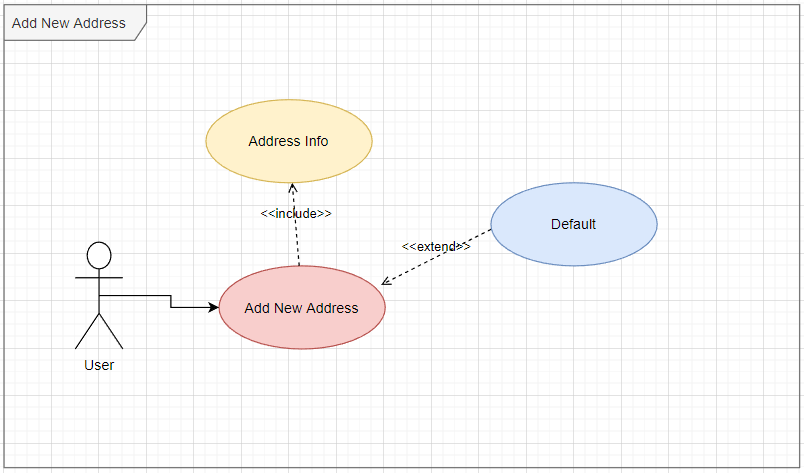 Add New Address
Address Info
<<include>>
Default
<<extend>>
Add New Address
User